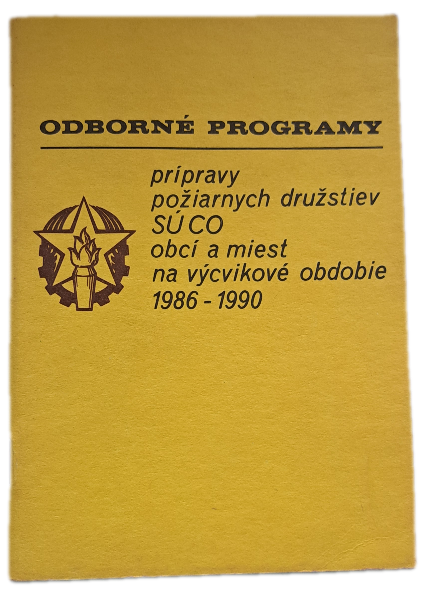 ODBORNÉ PROGRAMY
prípravy
požiarnych družstiev
SÚ CO
obcí a miest
na výcvikové obdobie
1986 - 1990